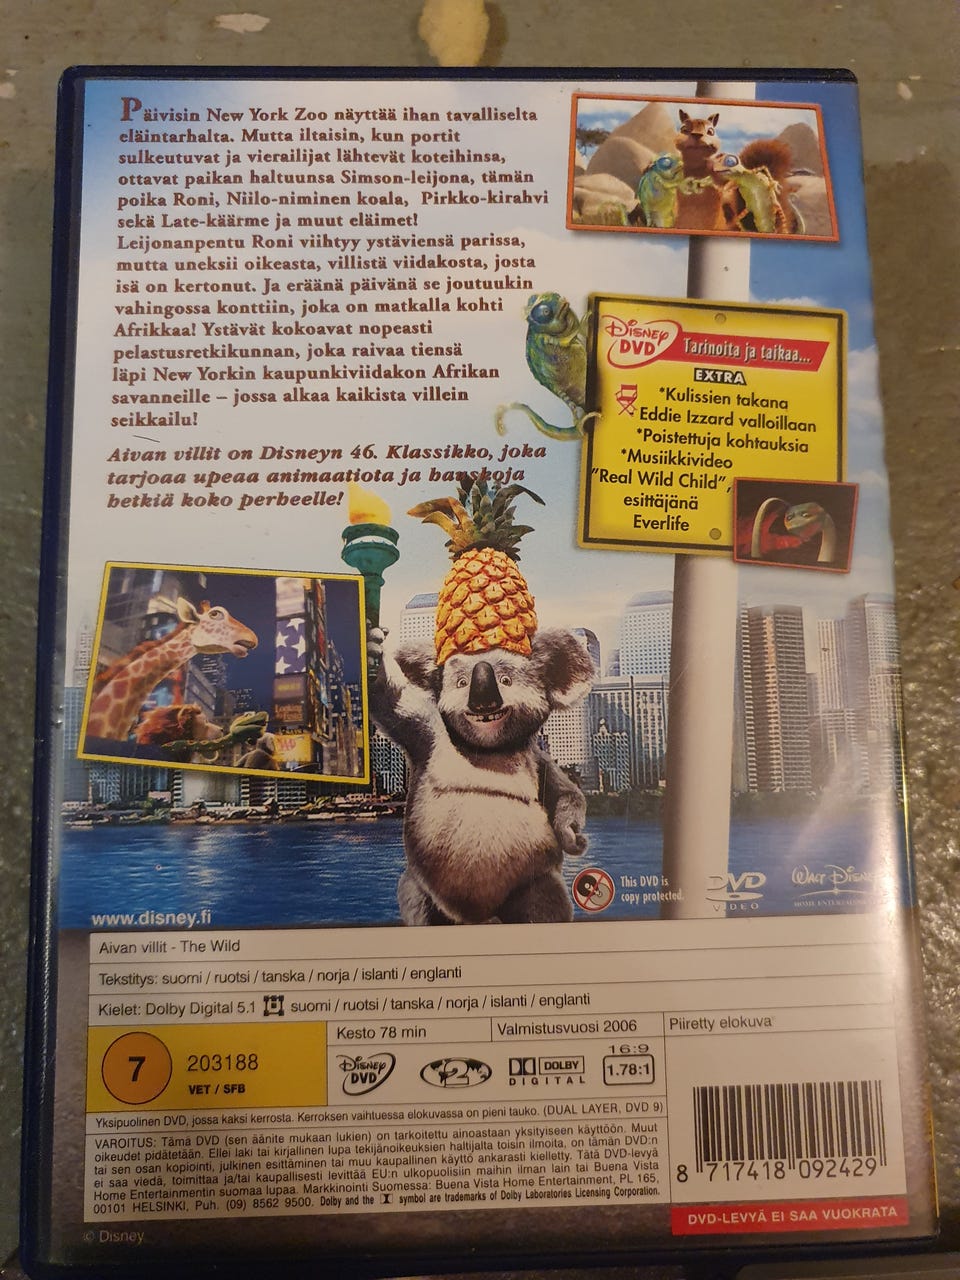 Päivisin New York Zoo näyttää ihan tavalliselta
eläintarhalta. Mutta iltaisin, kun portit
sulkeutuvat ja vierailijat lähtevät koteihinsa,
ottavat paikan haltuunsa Simson-leijona, tämän
poika Roni, Niilo-niminen koala, Pirkko-kirahvi
sekä Late-käärme ja muut eläimet!
Leijonanpentu Roni viihtyy ystäviensä parissa,
mutta uneksii oikeasta, villistä viidakosta, josta
isä on kertonut. Ja eräänä päivänä se joutuukin
vahingossa konttiin, joka on matkalla kohti
Afrikkaa! Ystävät kokoavat nopeasti
pelastusretkikunnan, joka raivaa tiensä
läpi New Yorkin kaupunkiviidakon Afrikan
savanneille – jossa alkaa kaikista villein
seikkailu!
Aivan villit on Disneyn 46. Klassikko, joka
tarjoaa upeaa animaatiota ja hauskoja
hetkiä koko perheelle!
Disney
DVD
Tarinoita ja taikaa...
EXTRA
*Kulissien takana
*Eddie Izzard valloillaan
*Poistettuja kohtauksia
*Musiikkivideo
"Real Wild Child",
esittäjänä
Everlife
This DVD is
copy protected.
DVD
VIDEO
Walt Disney
HOME ENTERTAINMENT
www.disney.fi
Aivan villit - The Wild
Tekstitys: suomi / ruotsi / tanska / norja / islanti / englanti
Kielet: Dolby Digital 5.1 suomi / ruotsi / tanska / norja / islanti / englanti
7
203188
VET / SFB
Kesto 78 min
Valmistusvuosi 2006
Piiretty elokuva
Disney
DVD
2
DOLBY
DIGITAL
16:9
1.78:1
Yksipuolinen DVD, jossa kaksi kerrosta. Kerroksen vaihtuessa elokuvassa on pieni tauko. (DUAL LAYER, DVD 9)
VAROITUS: Tämä DVD (sen äänite mukaan lukien) on tarkoitettu ainoastaan yksityiseen käyttöön. Muut
oikeudet pidätetään. Ellei laki tai kirjallinen lupa tekijänoikeuksien haltijalta toisin ilmoita, on tämän DVD:n
tai sen osan kopiointi, julkinen esittäminen tai muu kaupallinen käyttö ankarasti kielletty. Tätä DVD-levyä
ei saa viedä, toimittaa ja/tai kaupallisesti levittää EU:n ulkopuolisiin maihin ilman lain tai Buena Vista
Home Entertainmentin suomaa lupaa. Markkinointi Suomessa: Buena Vista Home Entertainment, PL 165,
00101 HELSINKI, Puh. (09) 8562 9500. Dolby and the symbol are trademarks of Dolby Laboratories Licensing Corporation.
8 717418 092429
DVD-LEVYÄ EI SAA VUOKRATA
© Disney